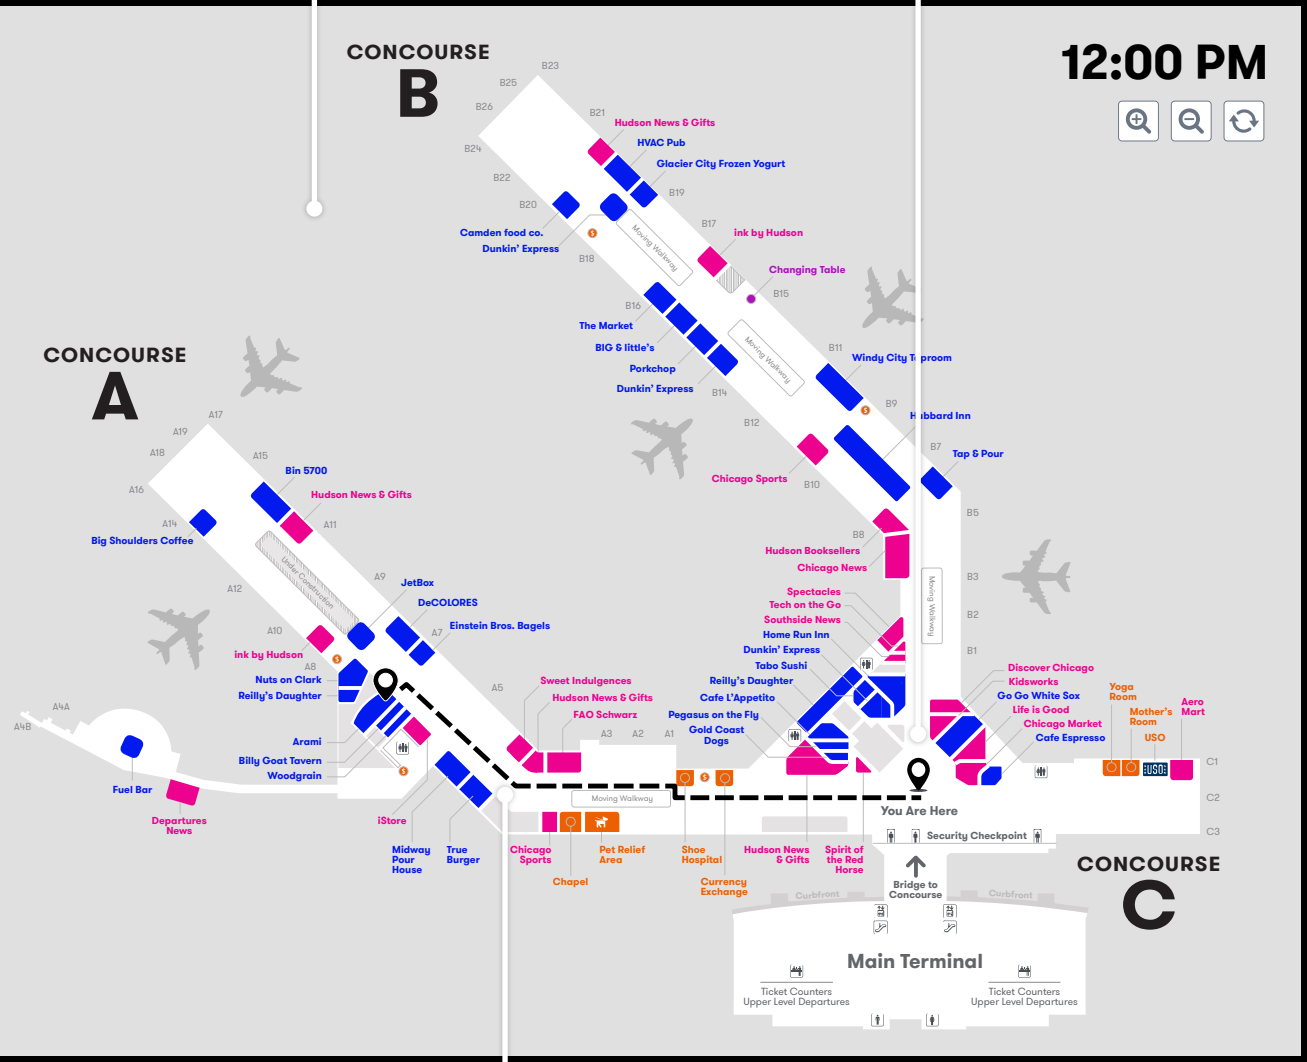 12:00 PM
CONCOURSE
B
B23
B25
B26
B24
B22
B20
B21
Hudson News & Gifts
HVAC Pub
Glacier City Frozen Yogurt
B19
B17
ink by Hudson
Camden food co.
Dunkin' Express
B18
Moving Walkway
Changing Table
B15
B16
The Market
BIG & little's
Porkchop
Dunkin' Express
B14
Moving Walkway
B11
Windy City T proom
B9
H bbard Inn
B12
B7
Tap & Pour
Chicago Sports
B10
B5
B8
Hudson Booksellers
Chicago News
B3
Moving Walkway
B2
B1
Spectacles
Tech on the Go
Southside News
Home Run Inn
Dunkin' Express
Tabo Sushi
Reilly's Daughter
Cafe L'Appetito
Pegasus on the Fly
Gold Coast
Dogs
Discover Chicago
Kidsworks
Go Go White Sox
Life is Good
Chicago Market
Cafe Espresso
Yoga
Room
Mother's
Room
USO
USO
Aero
Mart
C1
C2
C3
CONCOURSE
A
A17
A19
A18
A16
A15
Bin 5700
Hudson News & Gifts
A14
A11
Big Shoulders Coffee
Under Construction
A12
A9
JetBox
DeCOLORES
A7
Einstein Bros. Bagels
A10
ink by Hudson
A8
Nuts on Clark
Reilly's Daughter
A5
Sweet Indulgences
Hudson News & Gifts
FAO Schwarz
A3
A2
A1
A4A
A4B
Arami
Billy Goat Tavern
Woodgrain
Fuel Bar
Departures
News
iStore
Midway
Pour
House
True
Burger
Moving Walkway
Chicago
Sports
Chapel
Pet Relief
Area
Shoe
Hospital
Currency
Exchange
Hudson News
& Gifts
Spirit of
the Red
Horse
You Are Here
Security Checkpoint
CONCOURSE
C
Bridge to
Concourse
Curbfront
Curbfront
Main Terminal
Ticket Counters
Upper Level Departures
Ticket Counters
Upper Level Departures